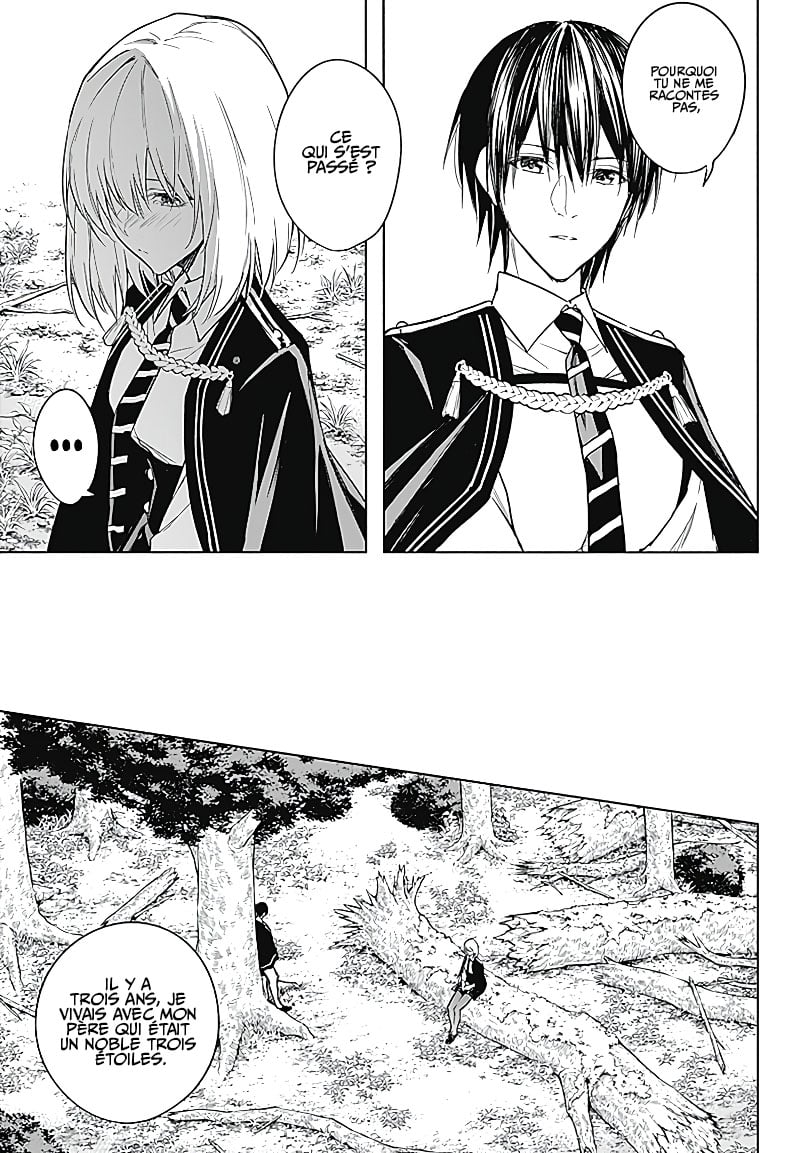 POURQUOI
TU NE ME
RACONTES
PAS,
CE
QUI S'EST
PASSÉ ?
...
IL Y A
TROIS ANS, JE
VIVAIS AVEC MON
PÈRE QUI ÉTAIT
UN NOBLE TROIS
ÉTOILES.